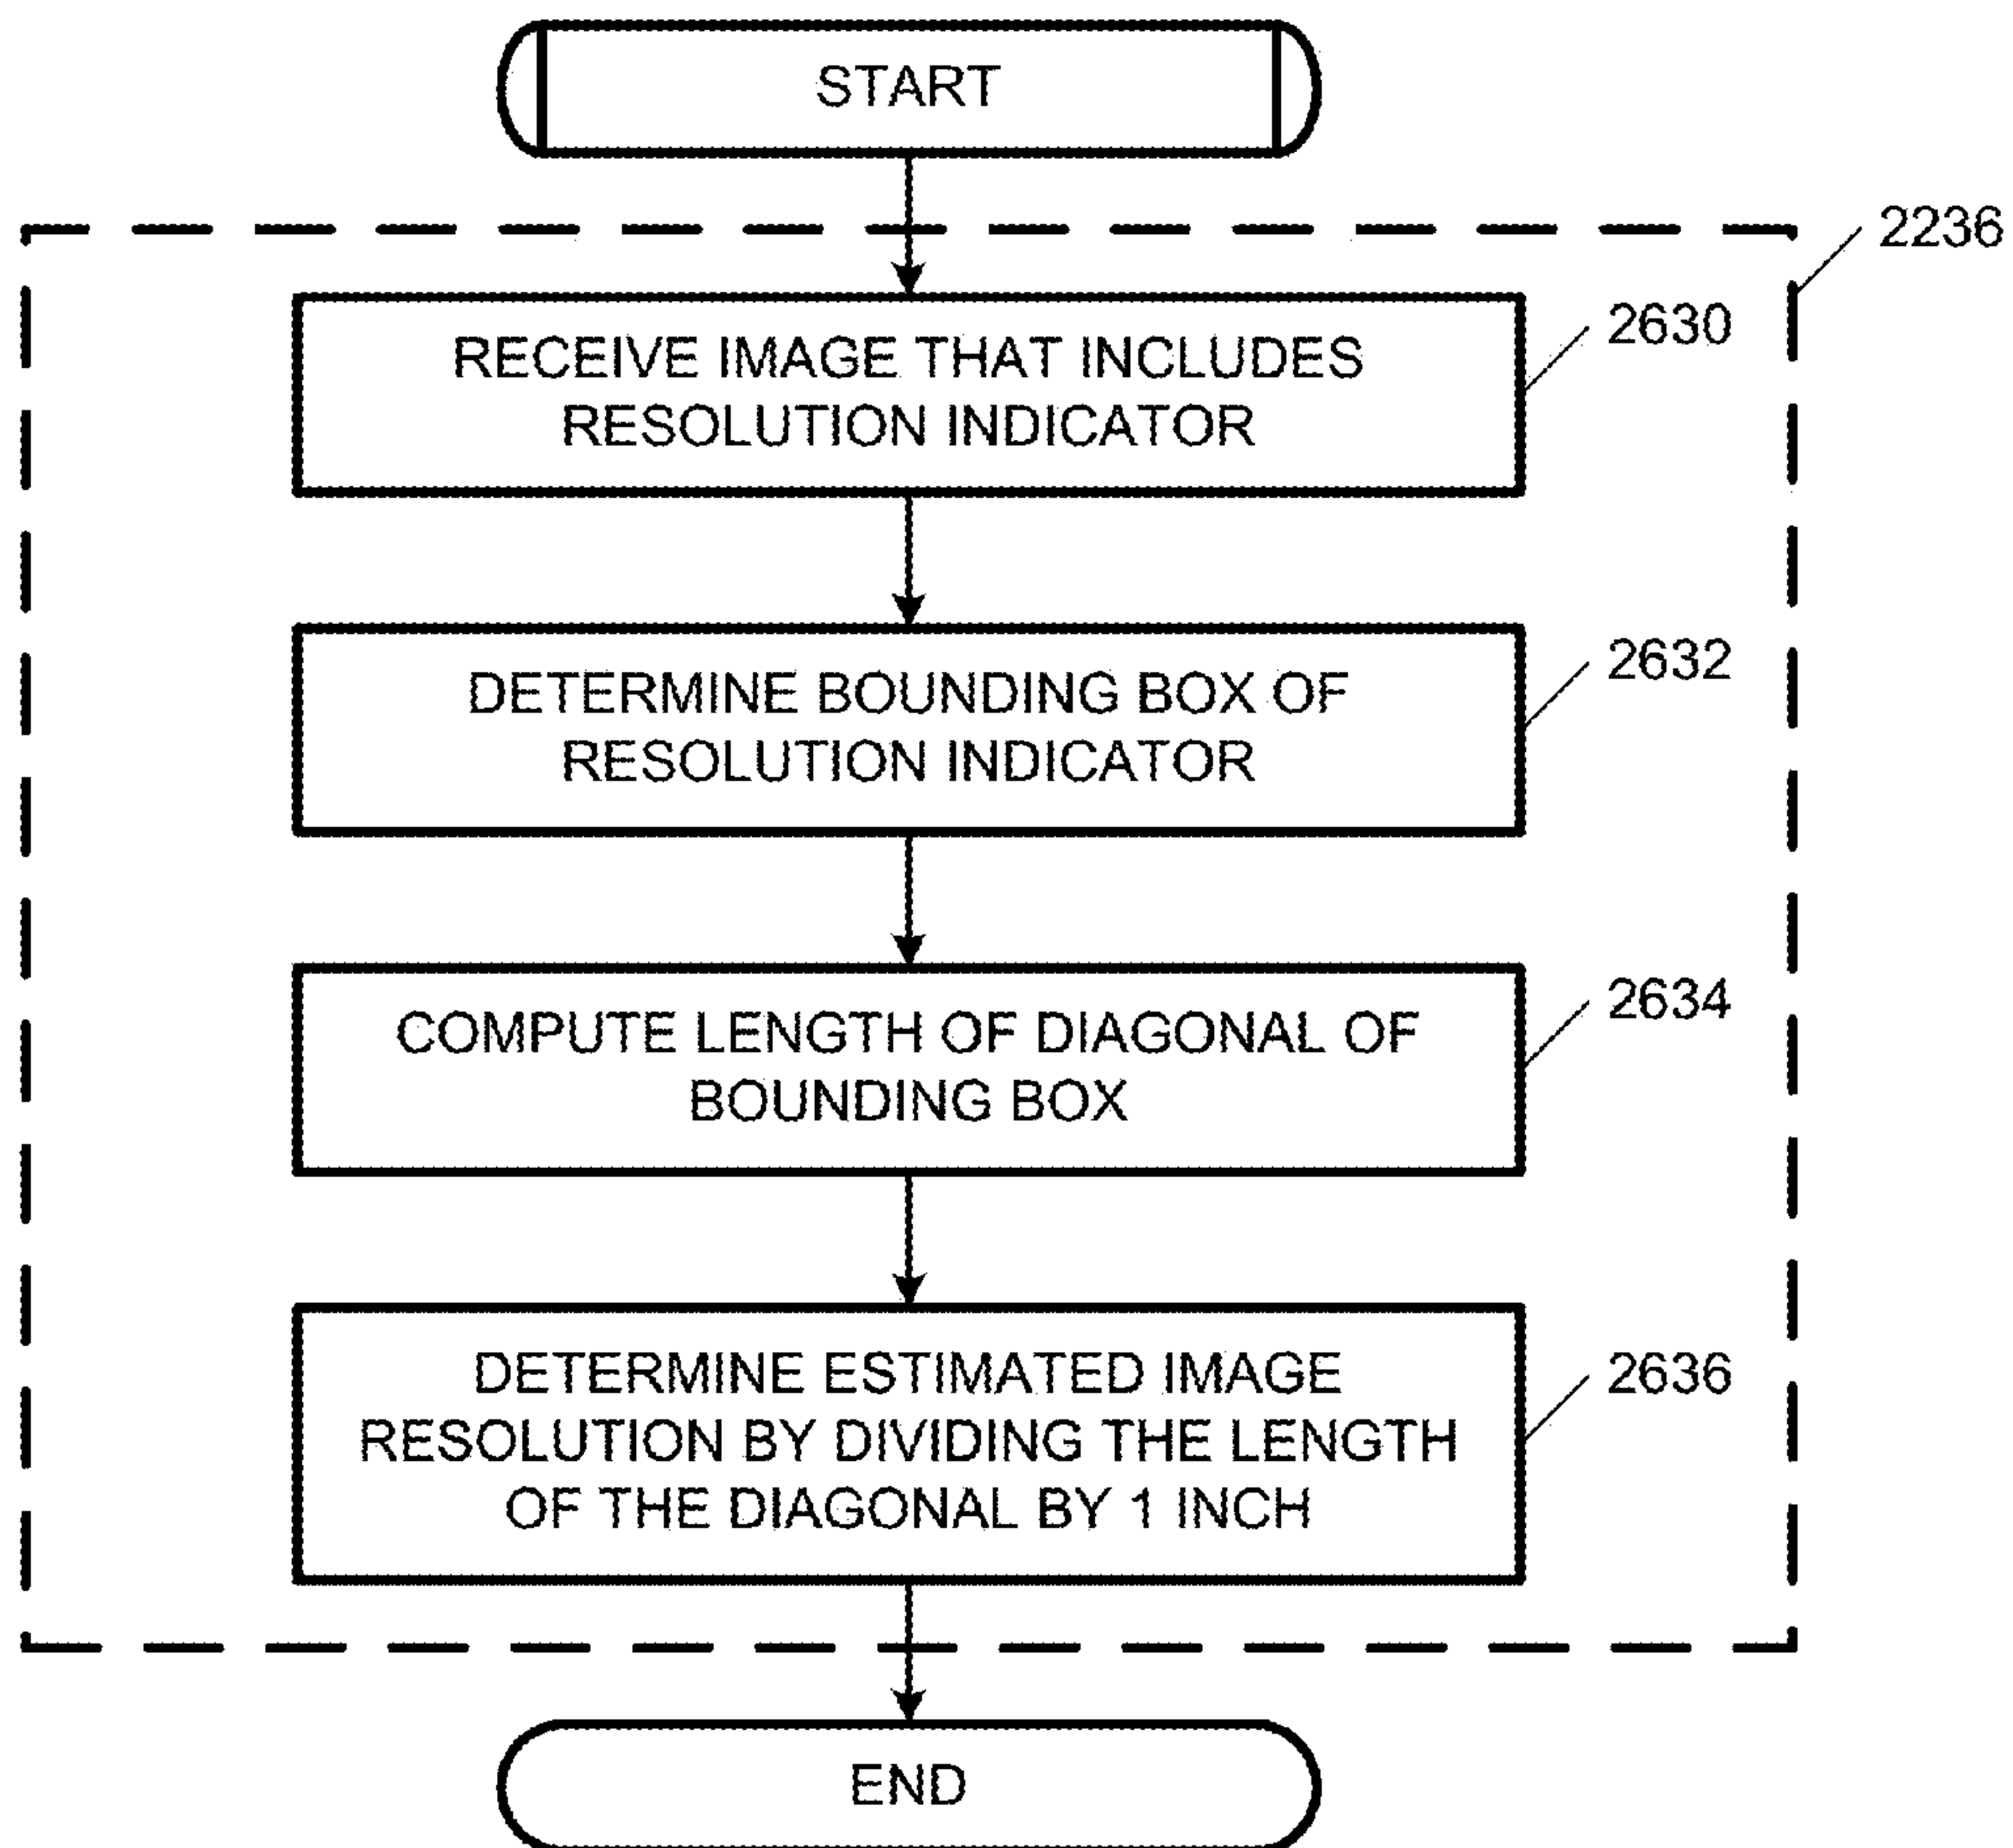 START
2236
2630
RECEIVE IMAGE THAT INCLUDES
RESOLUTION INDICATOR
2632
DETERMINE BOUNDING BOX OF
RESOLUTION INDICATOR
2634
COMPUTE LENGTH OF DIAGONAL OF
BOUNDING BOX
2636
DETERMINE ESTIMATED IMAGE
RESOLUTION BY DIVIDING THE LENGTH
OF THE DIAGONAL BY 1 INCH
END